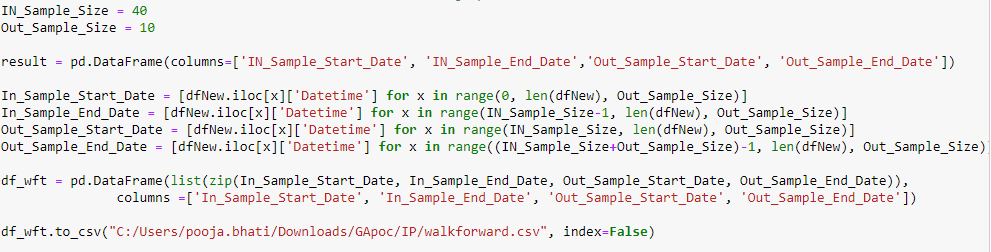 IN_Sample_Size = 40
Out_Sample_Size = 10
result = pd.DataFrame(columns=['IN_Sample_Start_Date', 'IN_Sample_End_Date','Out_Sample_Start_Date', 'Out_Sample_End_Date'])
In_Sample_Start_Date = [dfNew.iloc[x]['Datetime'] for x in range(0, len(dfNew), Out_Sample_Size)]
In_Sample_End_Date = [dfNew.iloc[x]['Datetime'] for x in range(IN_Sample_Size-1, len(dfNew), Out_Sample_Size)]
Out_Sample_Start_Date = [dfNew.iloc[x]['Datetime'] for x in range(IN_Sample_Size, len(dfNew), Out_Sample_Size)]
Out_Sample_End_Date = [dfNew.iloc[x]['Datetime'] for x in range((IN_Sample_Size+Out_Sample_Size)-1, len(dfNew), Out_Sample_Size)
df_wft = pd.DataFrame(list(zip(In_Sample_Start_Date, In_Sample_End_Date, Out_Sample_Start_Date, Out_Sample_End_Date)),
columns =['In_Sample_Start_Date', 'In_Sample_End_Date', 'Out_Sample_Start_Date', 'Out_Sample_End_Date'])
df_wft.to_csv("C:/Users/pooja.bhati/Downloads/GApoc/IP/walkforward.csv", index=False)